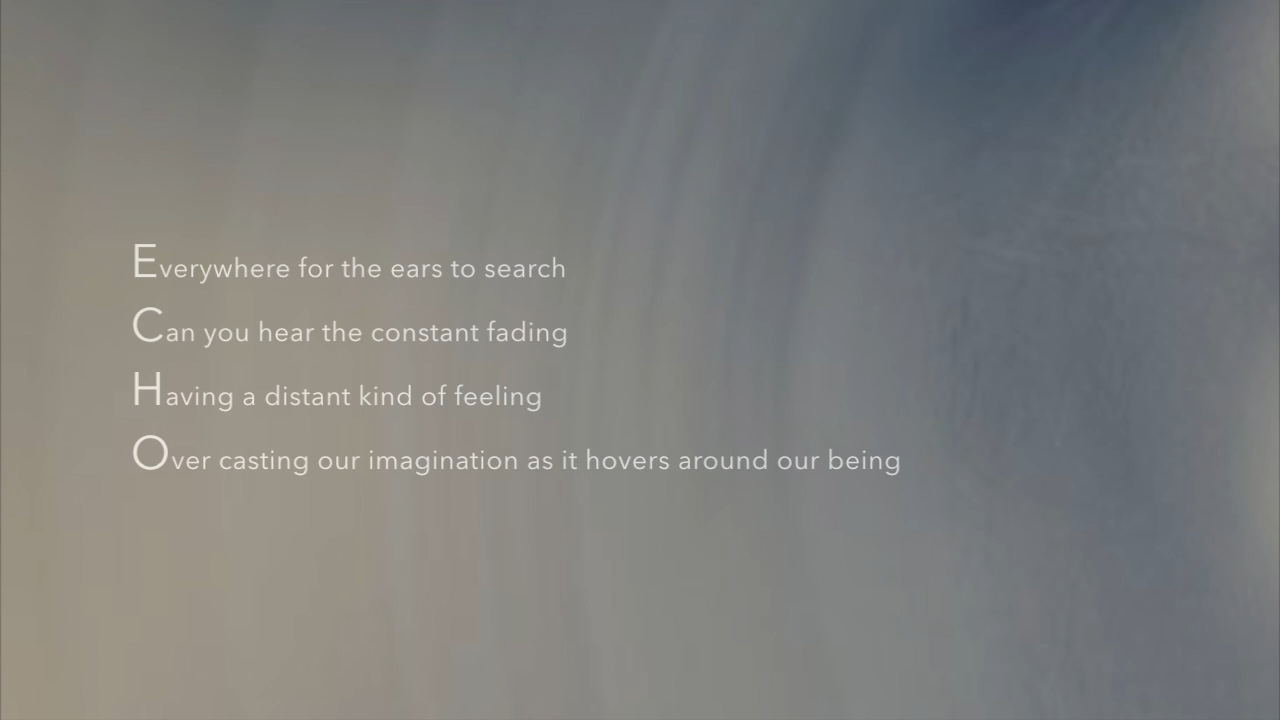 Everywhere for the ears to search
Can you hear the constant fading
Having a distant kind of feeling
Over casting our imagination as it hovers around our being